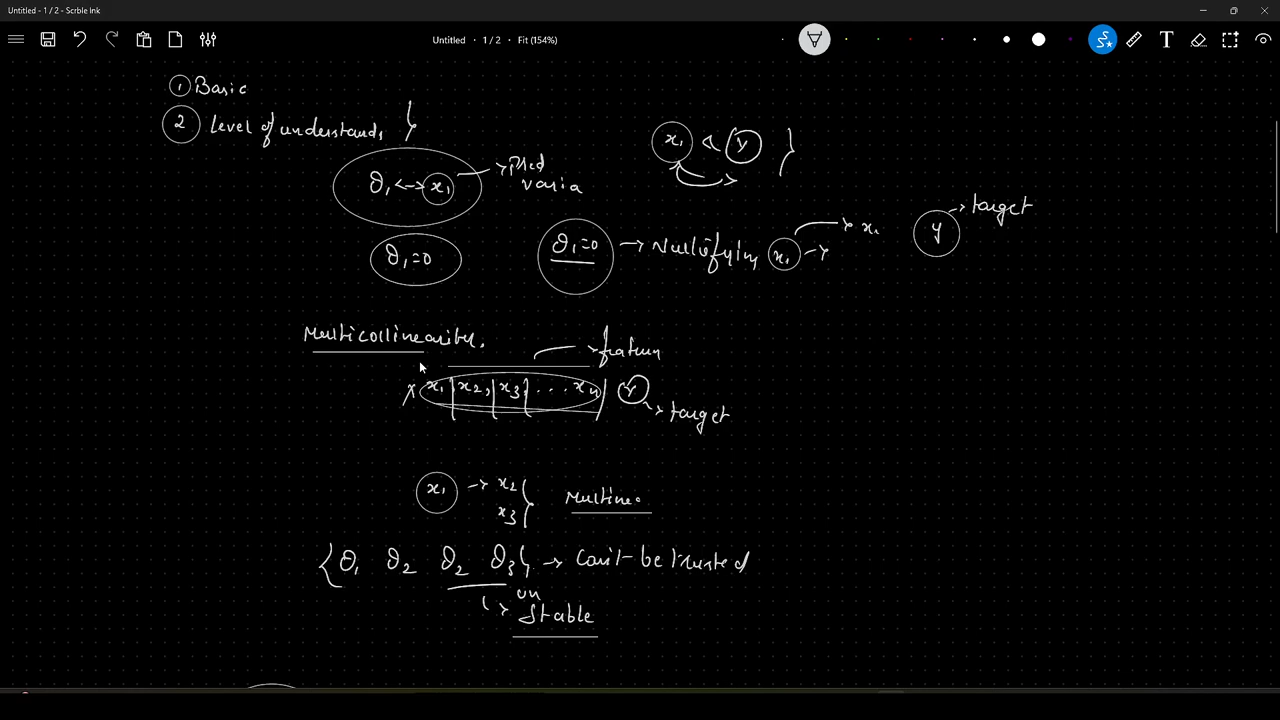 Untitled - 1 / 2 - Scrble Ink
Untitled • 1 / 2 • Fit (154%)
① Basic
② level of understand,
x₁ < Y
θ₁ <-> x₁ -> Pred varia
θ₁=0
θ₁=0 -> Nullifying x₁ -> x₁
y -> target
Multicollinearity.
-> feature
x₁ | x₂, | x₃, | ... xn | Y
-> target
x₁ -> x₂
x₃ } Multine.
{ θ₁ θ₂ θ₂ θ₃ } -> Can't be trusted
un
-> Stable